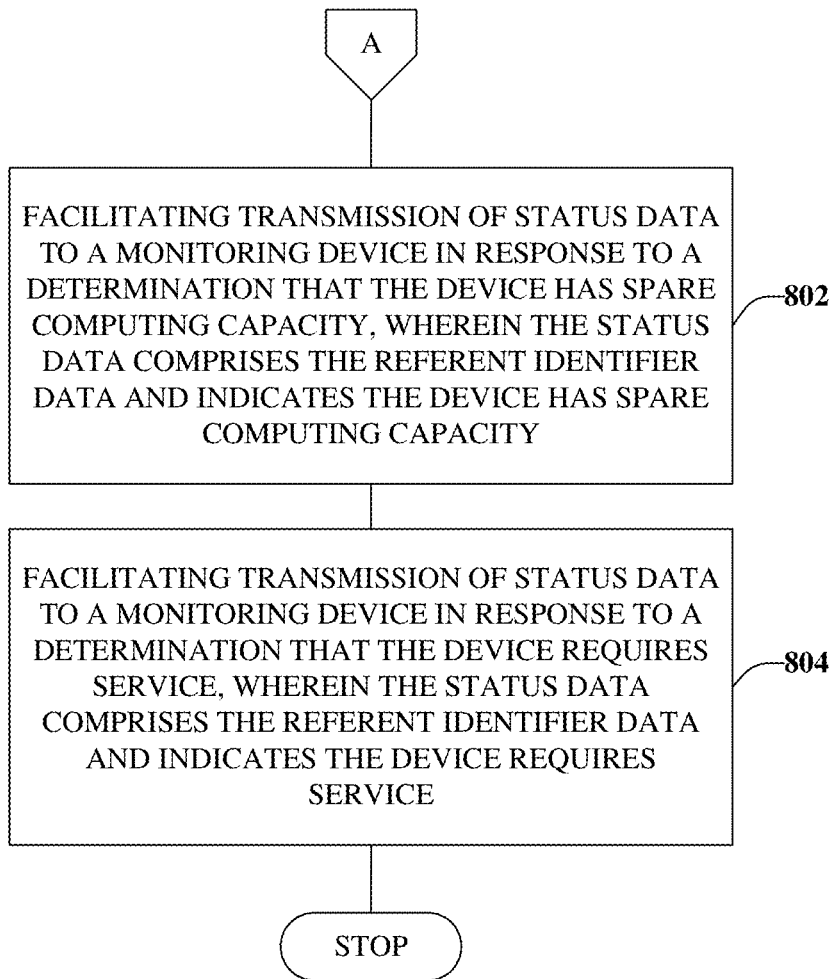 A
FACILITATING TRANSMISSION OF STATUS DATA
TO A MONITORING DEVICE IN RESPONSE TO A
DETERMINATION THAT THE DEVICE HAS SPARE
COMPUTING CAPACITY, WHEREIN THE STATUS
DATA COMPRISES THE REFERENT IDENTIFIER
DATA AND INDICATES THE DEVICE HAS SPARE
COMPUTING CAPACITY
802
FACILITATING TRANSMISSION OF STATUS DATA
TO A MONITORING DEVICE IN RESPONSE TO A
DETERMINATION THAT THE DEVICE REQUIRES
SERVICE, WHEREIN THE STATUS DATA
COMPRISES THE REFERENT IDENTIFIER DATA
AND INDICATES THE DEVICE REQUIRES
SERVICE
804
STOP